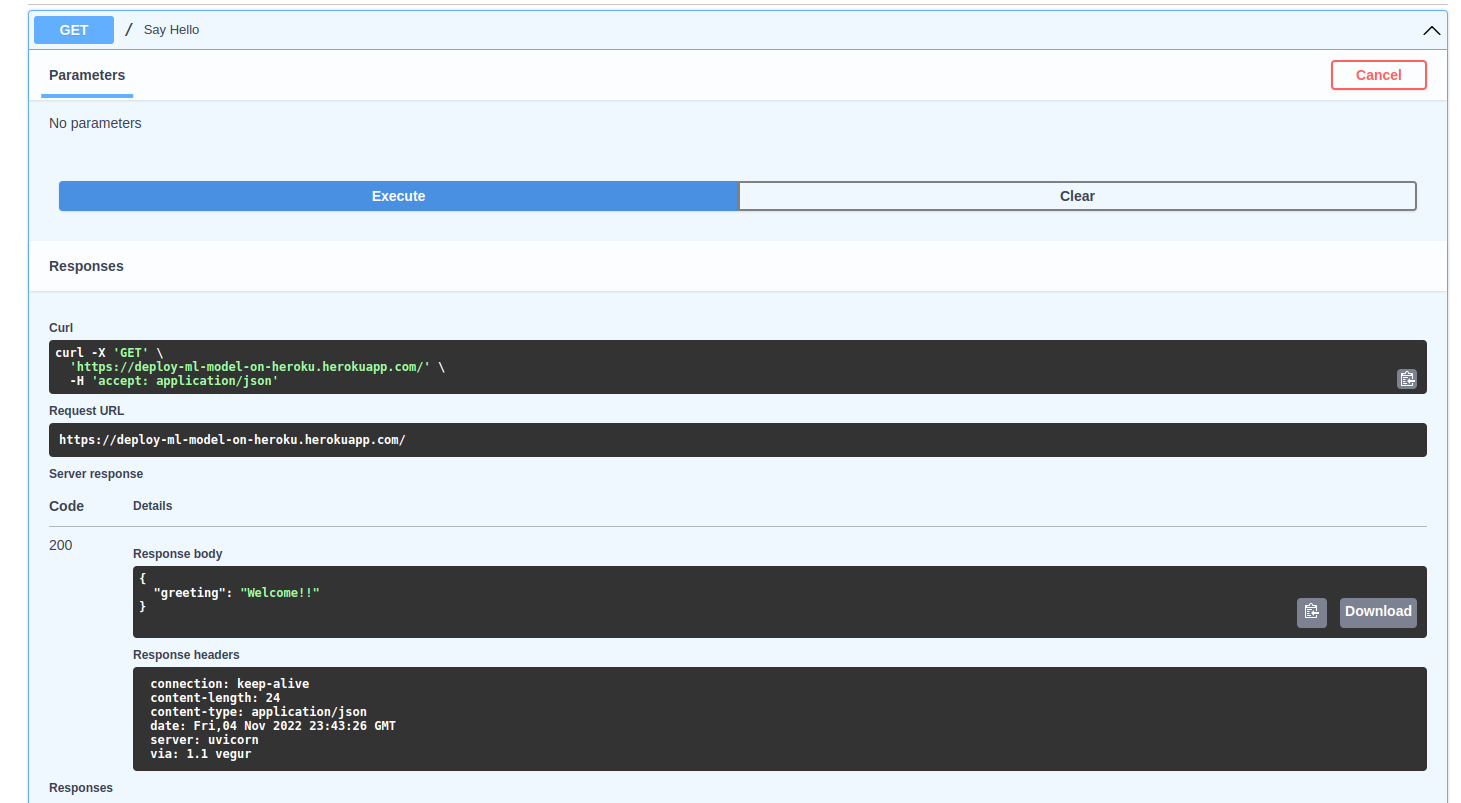 GET / Say Hello
Parameters
Cancel
No parameters
Execute
Clear
Responses
Curl
curl -X 'GET' \
  'https://deploy-ml-model-on-heroku.herokuapp.com/' \
  -H 'accept: application/json'
Request URL
https://deploy-ml-model-on-heroku.herokuapp.com/
Server response
Code Details
200
Response body
{
  "greeting": "Welcome!!"
}
Download
Response headers
connection: keep-alive
content-length: 24
content-type: application/json
date: Fri,04 Nov 2022 23:43:26 GMT
server: uvicorn
via: 1.1 vegur
Responses